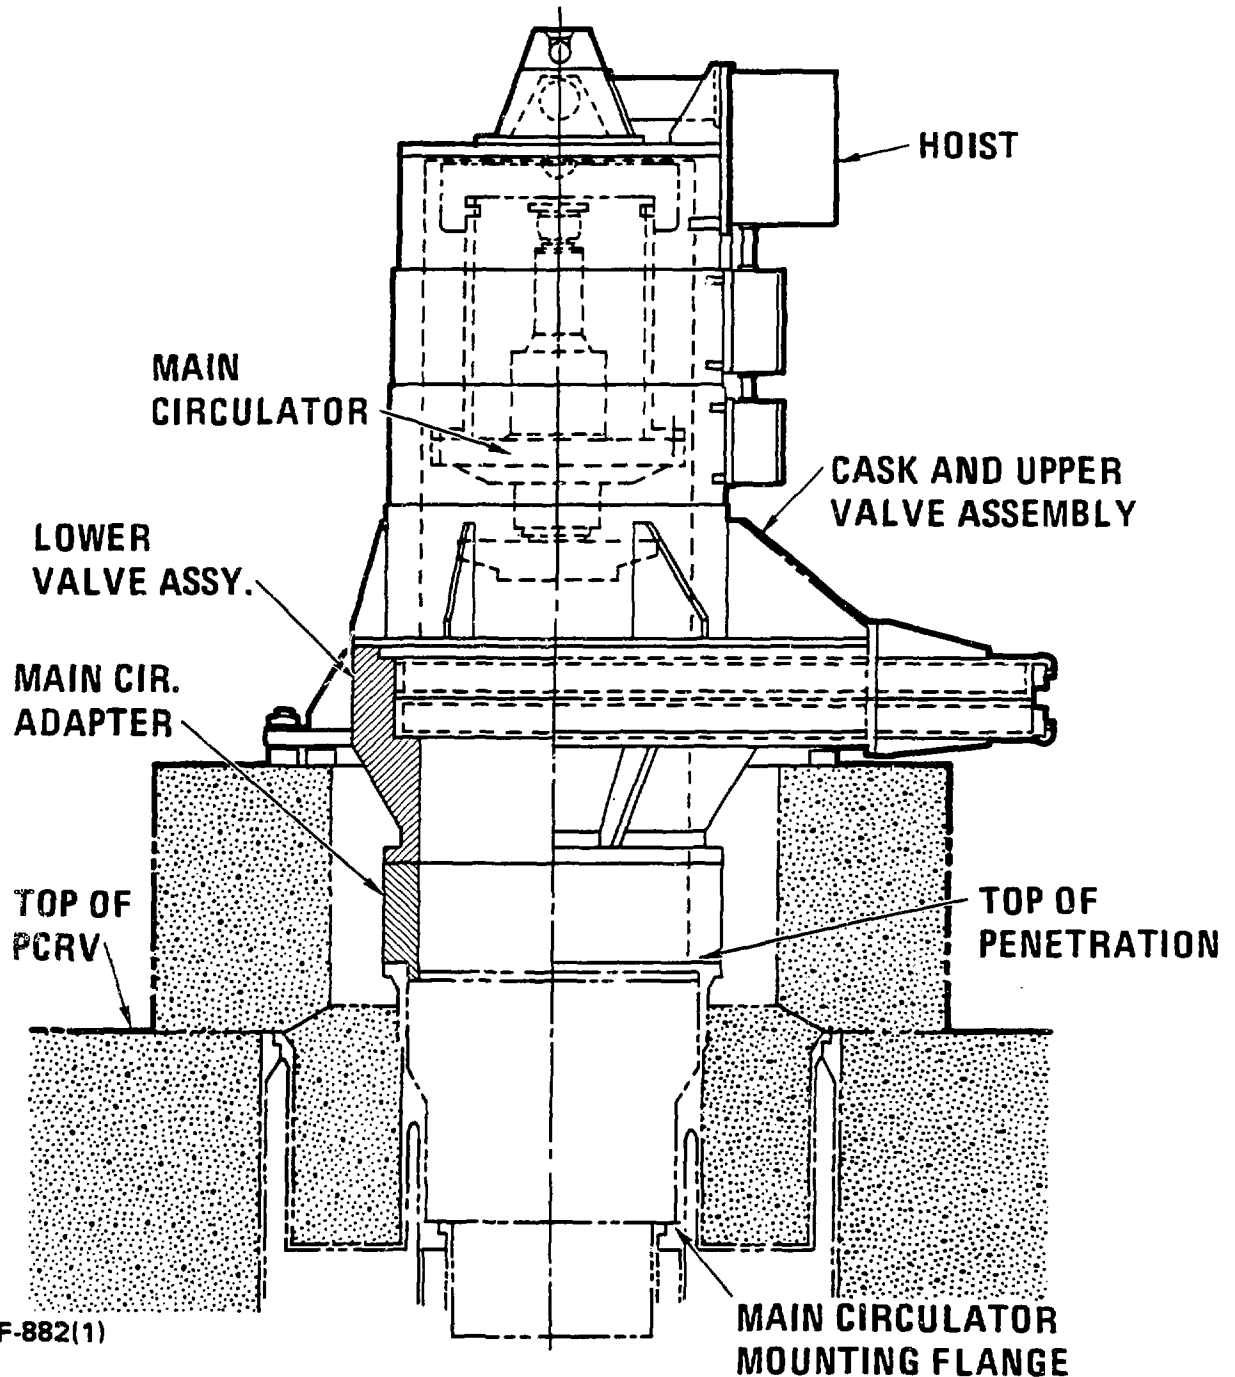 HOIST
MAIN
CIRCULATOR
CASK AND UPPER
VALVE ASSEMBLY
LOWER
VALVE ASSY.
MAIN CIR.
ADAPTER
TOP OF
PCRV
TOP OF
PENETRATION
F-882(1)
MAIN CIRCULATOR
MOUNTING FLANGE